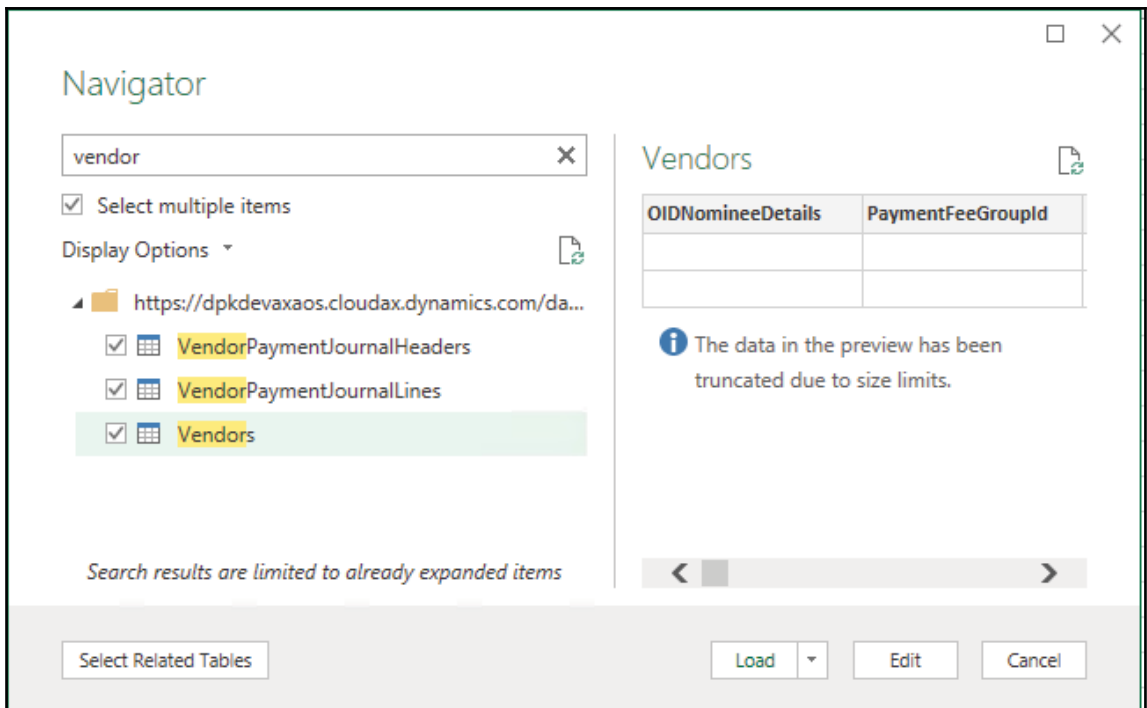 Navigator
vendor
Select multiple items
Display Options
https://dpkdevaxaos.cloudax.dynamics.com/da...
VendorPaymentJournalHeaders
VendorPaymentJournalLines
Vendors
Search results are limited to already expanded items
Vendors
OIDNomineeDetails PaymentFeeGroupId
The data in the preview has been
truncated due to size limits.
Select Related Tables
Load
Edit
Cancel